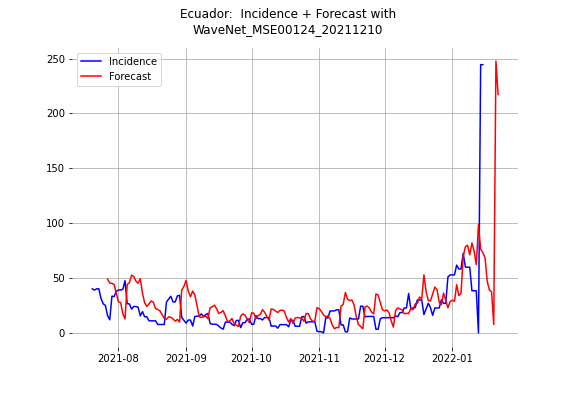 Ecuador:  Incidence + Forecast with
WaveNet_MSE00124_20211210
Incidence
Forecast
250
200
150
100
50
0
2021-08 2021-09 2021-10 2021-11 2021-12 2022-01